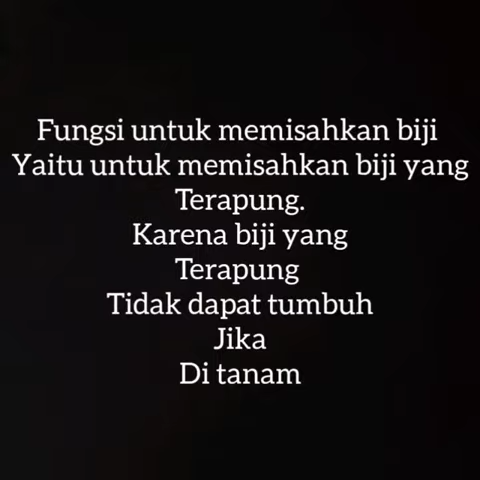 Fungsi untuk memisahkan biji
Yaitu untuk memisahkan biji yang
Terapung.
Karena biji yang
Terapung
Tidak dapat tumbuh
Jika
Di tanam